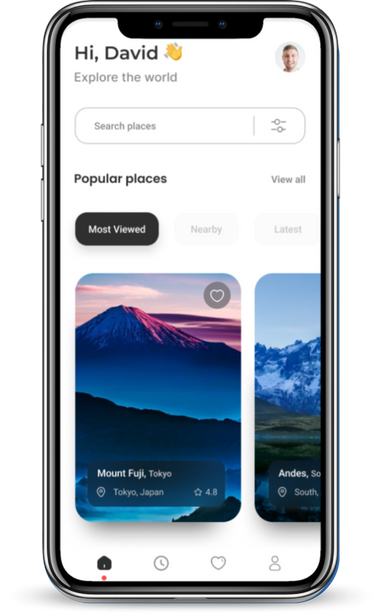 Hi, David 👋
Explore the world
Search places
Popular places
View all
Most Viewed
Nearby
Latest
Mount Fuji, Tokyo
Tokyo, Japan
4.8
Andes, So
South,